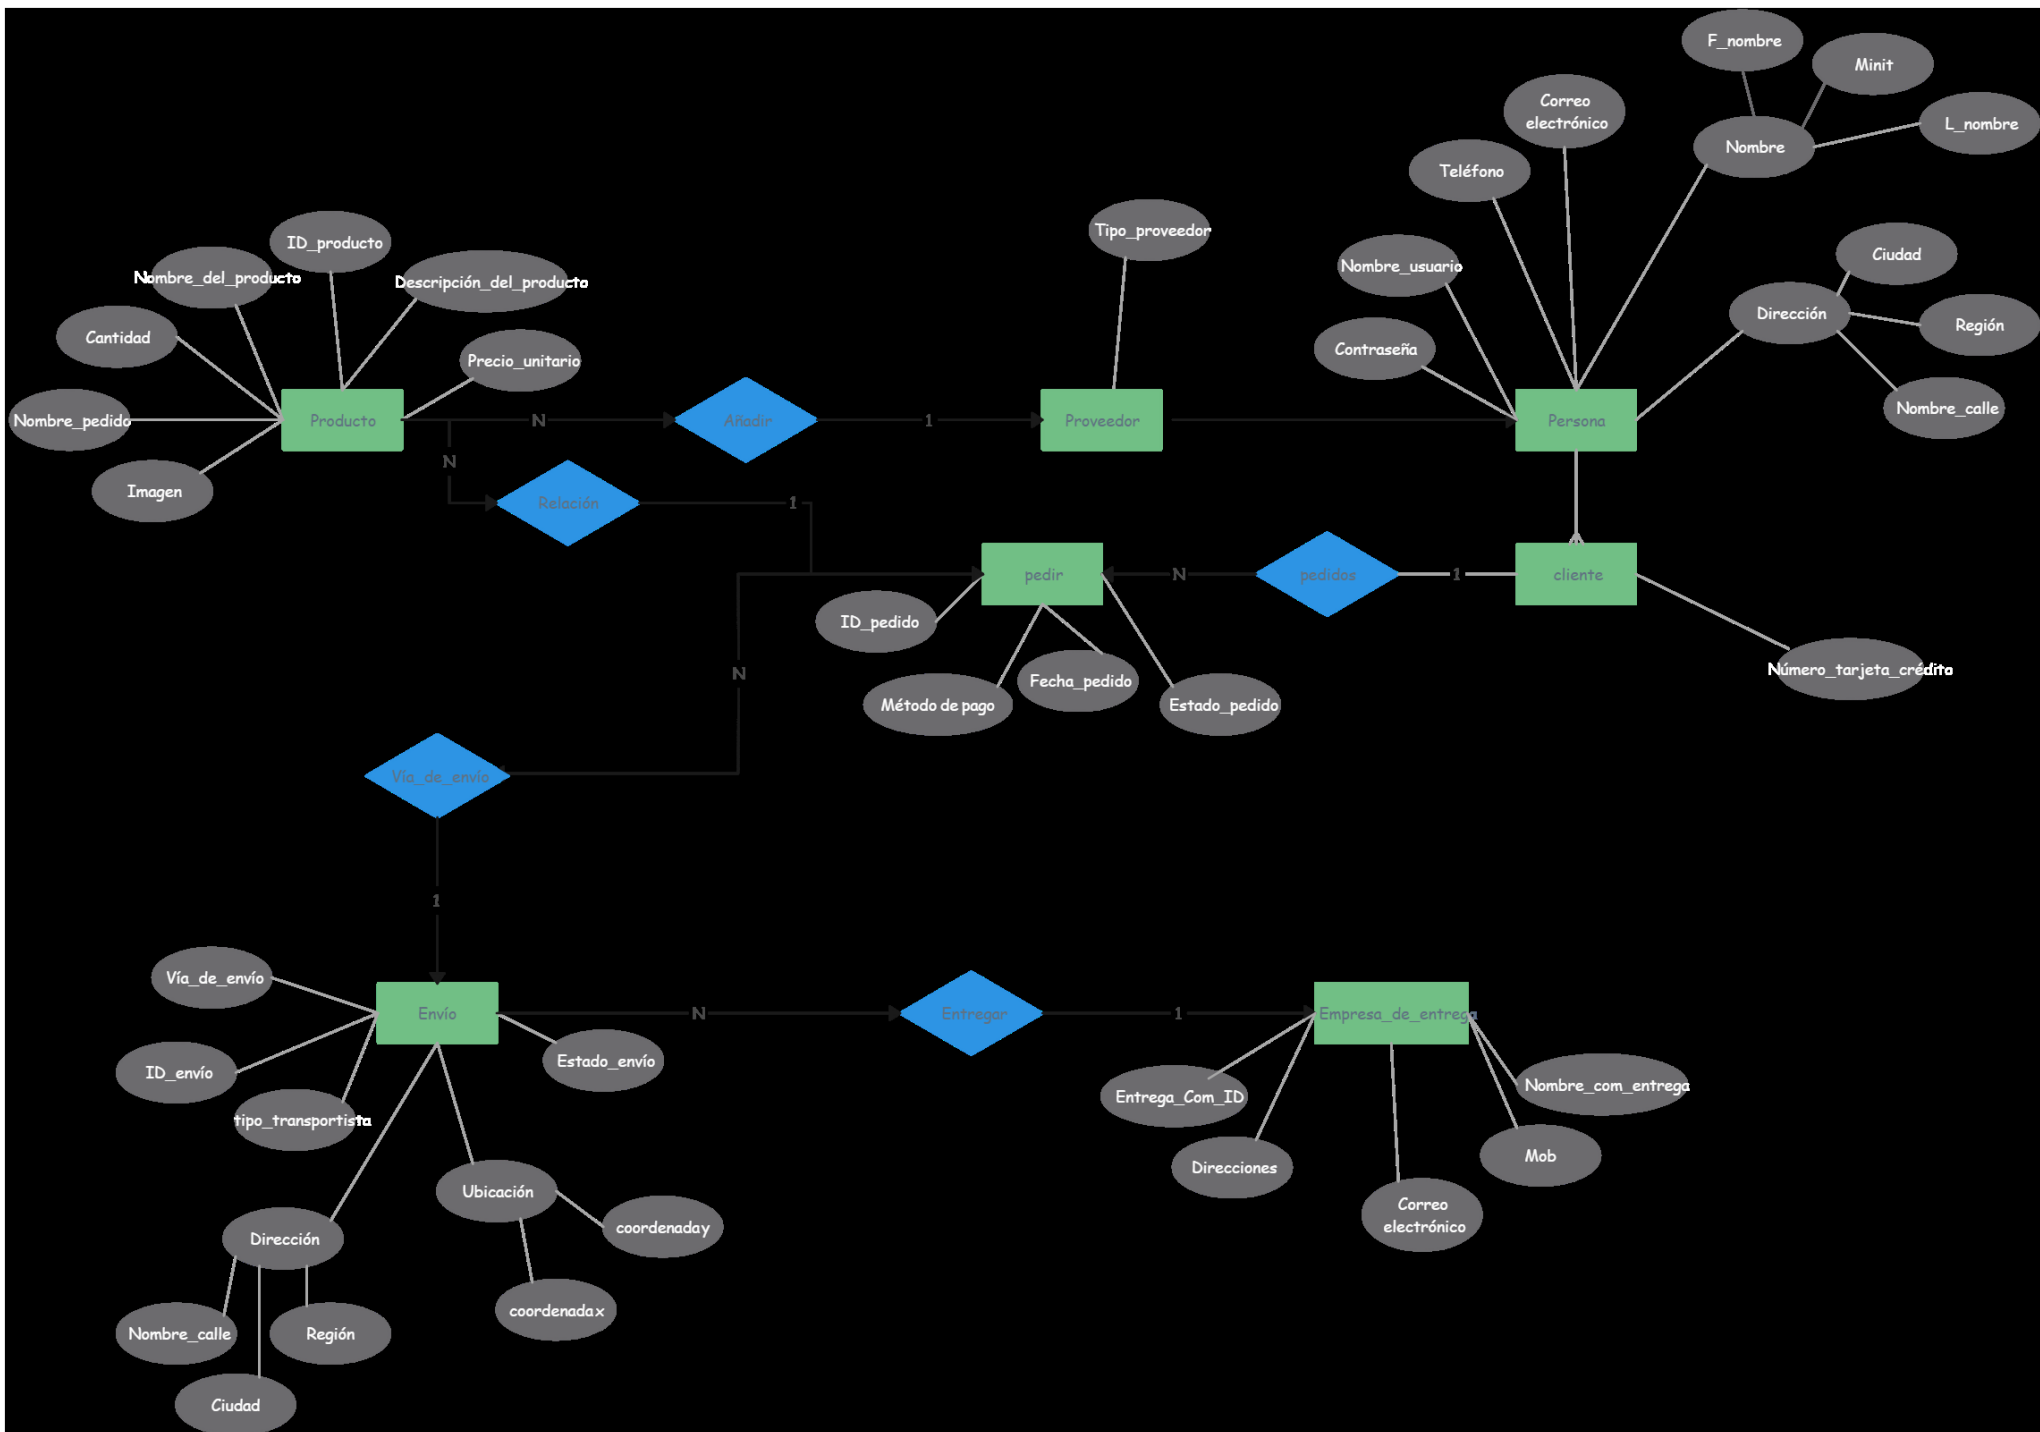 F_nombre
Minit
Correo
electrónico
L_nombre
Nombre
Teléfono
Tipo_proveedor
ID_producto
Nombre_del_producto
Descripción_del_producto
Nombre_usuario
Ciudad
Dirección
Región
Cantidad
Precio_unitario
Contraseña
Nombre_calle
Nombre_pedido
Producto
N
Añadir
1
Proveedor
Persona
N
Imagen
Relación
1
pedir
N
pedidos
1
cliente
ID_pedido
N
Método de pago
Fecha_pedido
Estado_pedido
Número_tarjeta_crédito
Vía_de_envío
1
Vía_de_envío
Envío
N
Entregar
1
Empresa_de_entrega
ID_envío
Estado_envío
tipo_transportista
Entrega_Com_ID
Nombre_com_entrega
Direcciones
Mob
Ubicación
Correo
electrónico
Dirección
coordenaday
coordenadax
Nombre_calle
Región
Ciudad